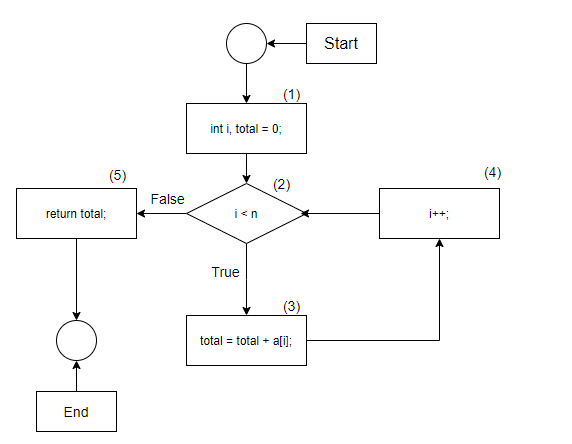 Start
(1)
int i, total = 0;
(2)
i < n
(5)
return total;
False
(4)
i++;
True
(3)
total = total + a[i];
End